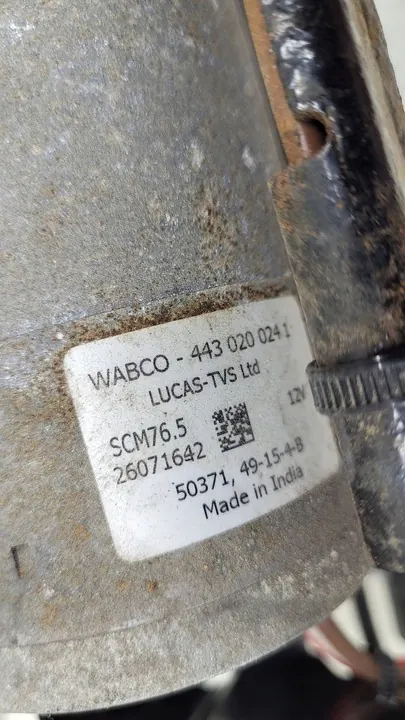 WABCO - 443 020 024 1
LUCAS-TVS Ltd
SCM76.5
12V
26071642
50371, 49-15-4-B
Made in India